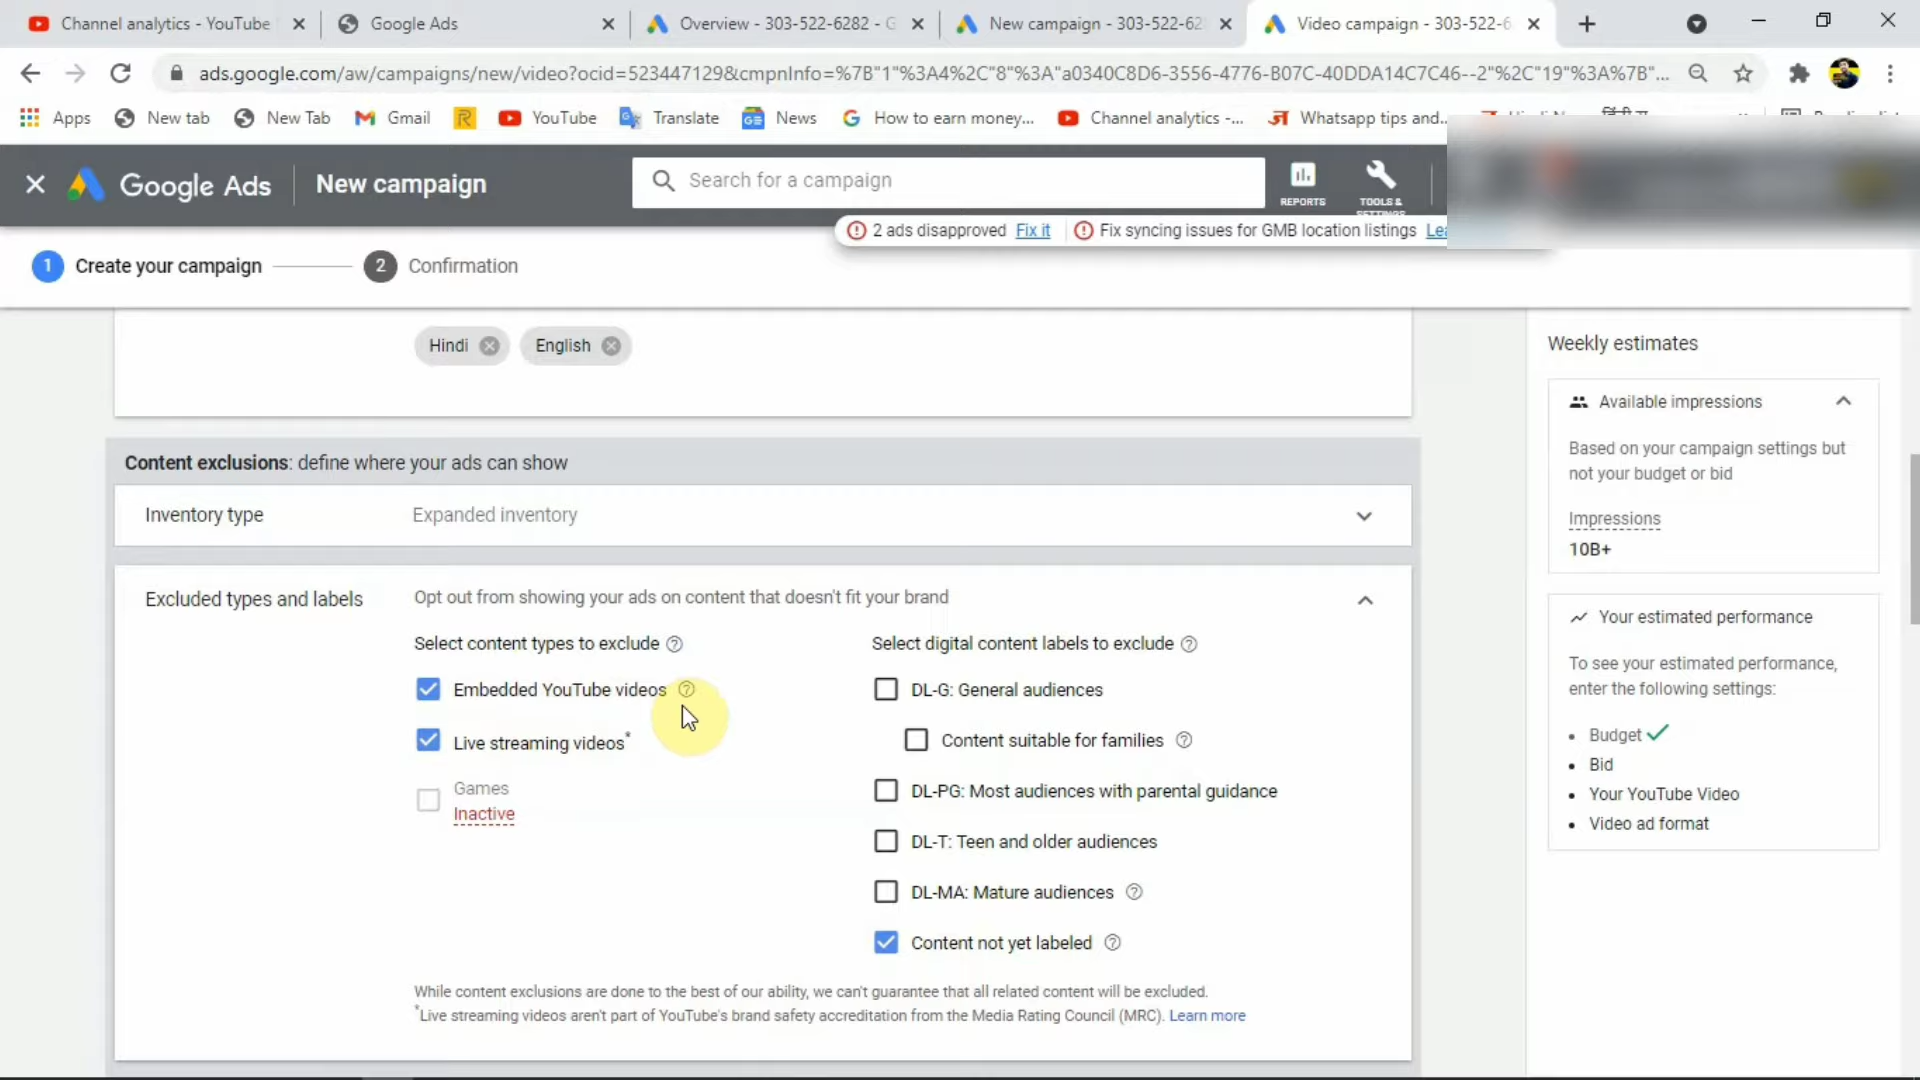 Channel analytics - YouTube
Google Ads
Overview - 303-522-6282 - G
New campaign - 303-522-62
Video campaign - 303-522-6
ads.google.com/aw/campaigns/new/video?ocid=523447129&cmpnInfo=%7B"1"%3A4%2C"8"%3A"a0340C8D6-3556-4776-B07C-40DDA14C7C46--2"%2C"19"%3A%7B"...
Apps
New tab
New Tab
Gmail
YouTube
Translate
News
How to earn money...
Channel analytics -...
Whatsapp tips and...
Google Ads
New campaign
Search for a campaign
REPORTS
TOOLS &
SETTINGS
2 ads disapproved Fix it
Fix syncing issues for GMB location listings Lea
1 Create your campaign
2 Confirmation
Hindi
English
Content exclusions: define where your ads can show
Inventory type
Expanded inventory
Excluded types and labels
Opt out from showing your ads on content that doesn't fit your brand
Select content types to exclude
Embedded YouTube videos
Live streaming videos*
Games
Inactive
Select digital content labels to exclude
DL-G: General audiences
Content suitable for families
DL-PG: Most audiences with parental guidance
DL-T: Teen and older audiences
DL-MA: Mature audiences
Content not yet labeled
While content exclusions are done to the best of our ability, we can't guarantee that all related content will be excluded.
*Live streaming videos aren't part of YouTube's brand safety accreditation from the Media Rating Council (MRC). Learn more
Weekly estimates
Available impressions
Based on your campaign settings but
not your budget or bid
Impressions
10B+
Your estimated performance
To see your estimated performance,
enter the following settings:
• Budget
• Bid
• Your YouTube Video
• Video ad format